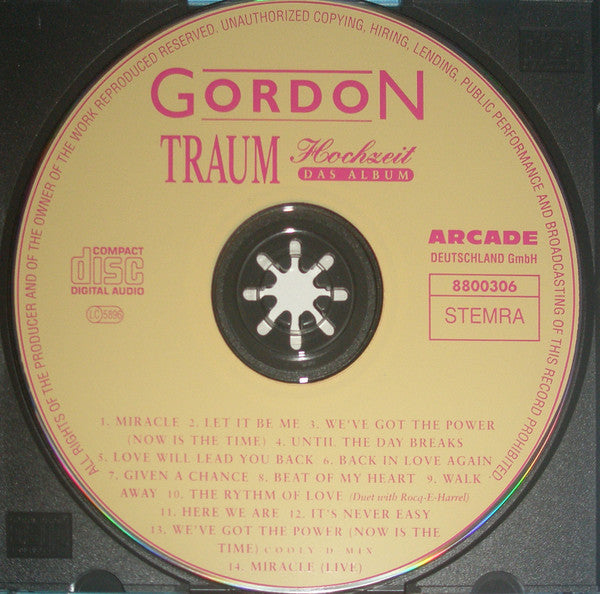 ALL RIGHTS OF THE PRODUCER AND OF THE OWNER OF THE WORK REPRODUCED RESERVED. UNAUTHORIZED COPYING, HIRING, LENDING, PUBLIC PERFORMANCE AND BROADCASTING OF THIS RECORD PROHIBITED.
GORDON
TRAUM Hochzeit
DAS ALBUM
COMPACT
disc
DIGITAL AUDIO
LC 5896
ARCADE
DEUTSCHLAND GmbH
8800306
STEMRA
1. MIRACLE 2. LET IT BE ME 3. WE'VE GOT THE POWER
(NOW IS THE TIME) 4. UNTIL THE DAY BREAKS
5. LOVE WILL LEAD YOU BACK 6. BACK IN LOVE AGAIN
7. GIVEN A CHANCE 8. BEAT OF MY HEART 9. WALK
AWAY 10. THE RYTHM OF LOVE (Duet with Rocq-E-Harrel)
11. HERE WE ARE 12. IT'S NEVER EASY
13. WE'VE GOT THE POWER (NOW IS THE
TIME) COOLY D MIX
14. MIRACLE (LIVE)